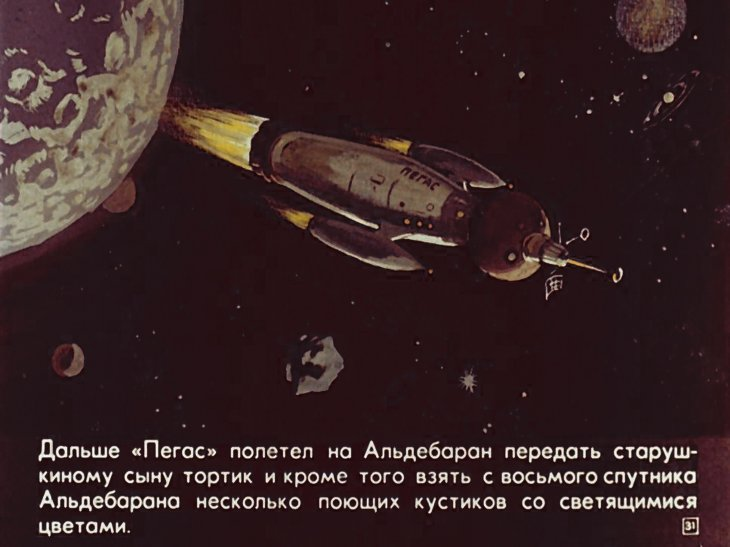 ПЕГАС
Дальше «Пегас» полетел на Альдебаран передать старуш-
киному сыну тортик и кроме того взять с восьмого спутника
Альдебарана несколько поющих кустиков со светящимися
цветами.
31